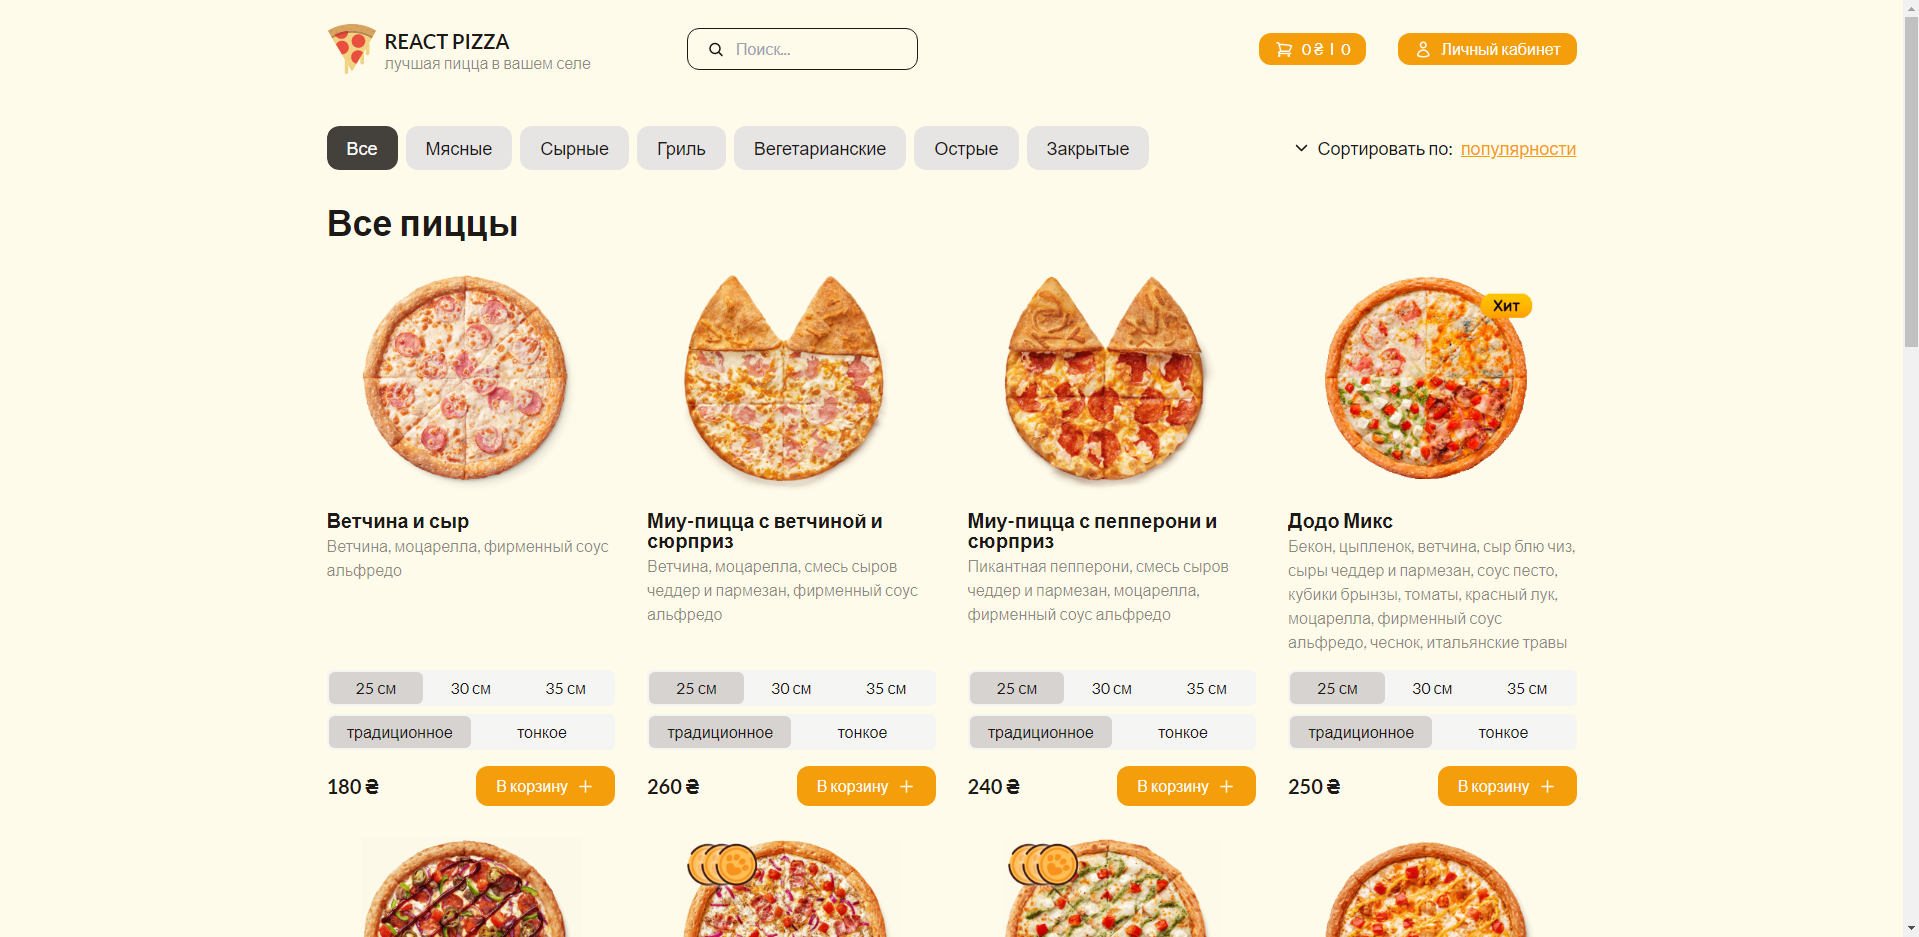 REACT PIZZA
лучшая пицца в вашем селе
Поиск...
0 ₴ | 0
Личный кабинет
Все
Мясные
Сырные
Гриль
Вегетарианские
Острые
Закрытые
Сортировать по: популярности
Все пиццы
Хит
Ветчина и сыр
Ветчина, моцарелла, фирменный соус
альфредо
25 см 30 см 35 см
традиционное тонкое
180 ₴ В корзину +
Миу-пицца с ветчиной и
сюрприз
Ветчина, моцарелла, смесь сыров
чеддер и пармезан, фирменный соус
альфредо
25 см 30 см 35 см
традиционное тонкое
260 ₴ В корзину +
Миу-пицца с пепперони и
сюрприз
Пикантная пепперони, смесь сыров
чеддер и пармезан, моцарелла,
фирменный соус альфредо
25 см 30 см 35 см
традиционное тонкое
240 ₴ В корзину +
Додо Микс
Бекон, цыпленок, ветчина, сыр блю чиз,
сыры чеддер и пармезан, соус песто,
кубики брынзы, томаты, красный лук,
моцарелла, фирменный соус
альфредо, чеснок, итальянские травы
25 см 30 см 35 см
традиционное тонкое
250 ₴ В корзину +